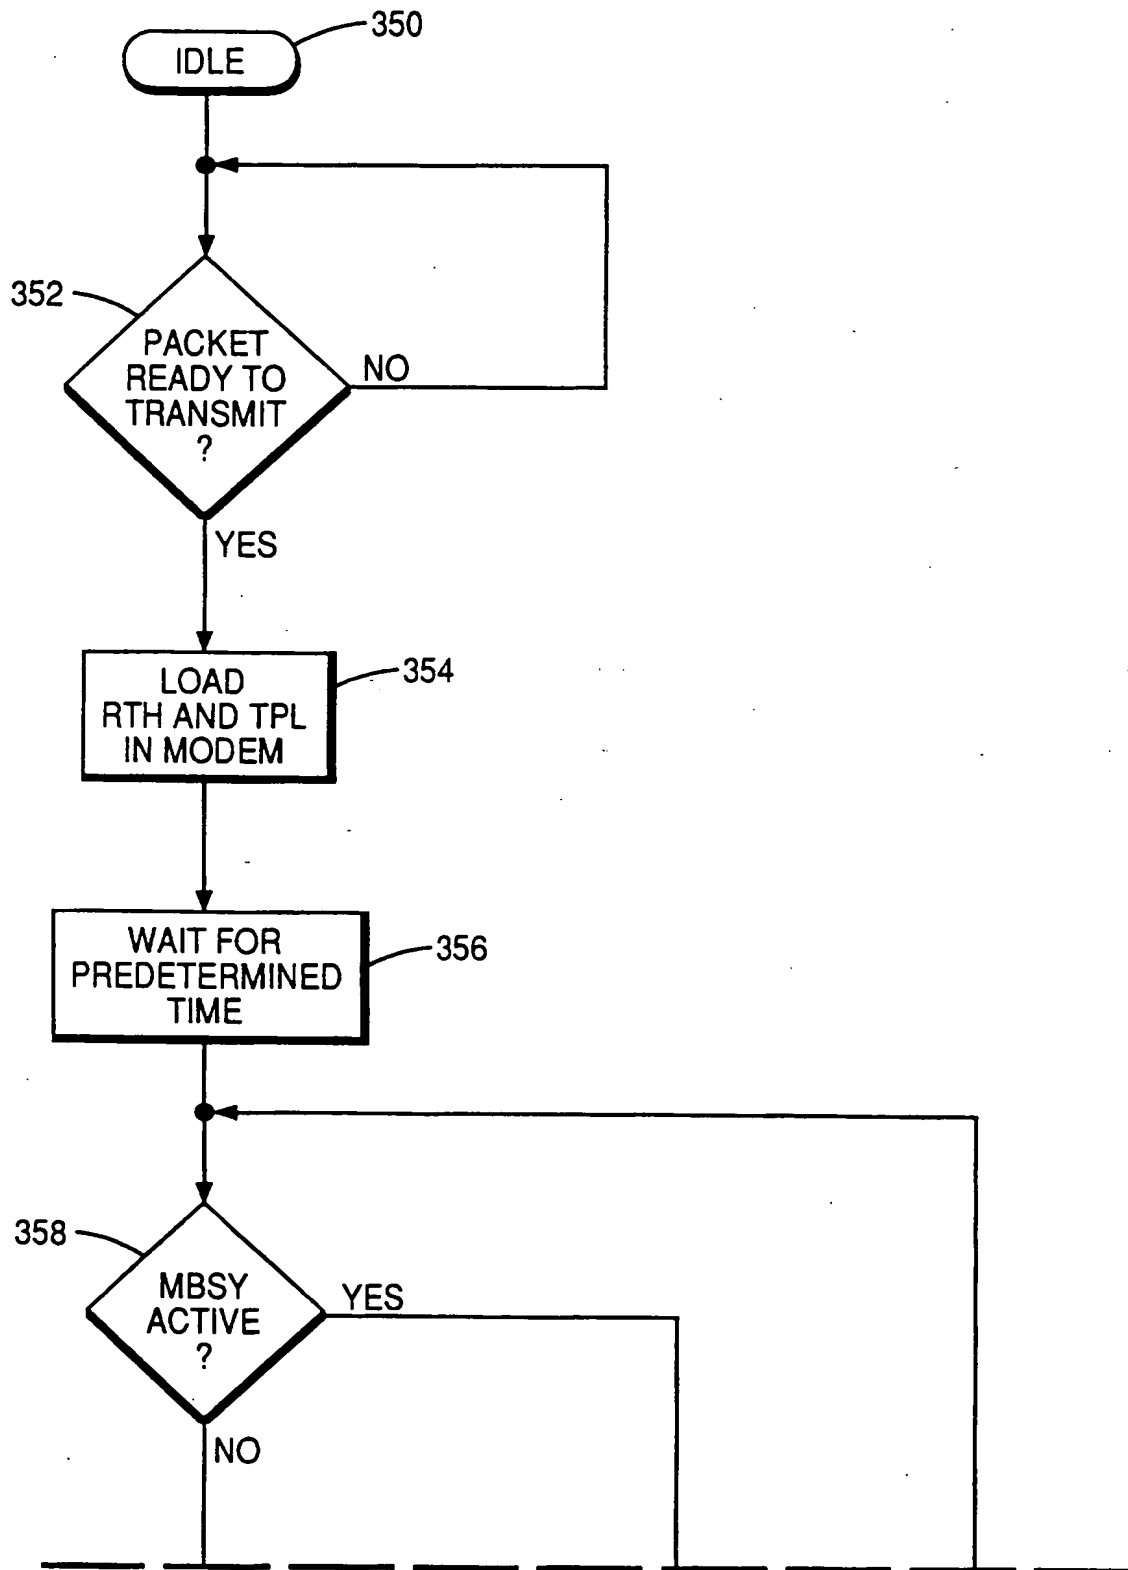 350
IDLE
352
PACKET
READY TO
TRANSMIT
?
NO
YES
354
LOAD
RTH AND TPL
IN MODEM
356
WAIT FOR
PREDETERMINED
TIME
358
MBSY
ACTIVE
?
YES
NO